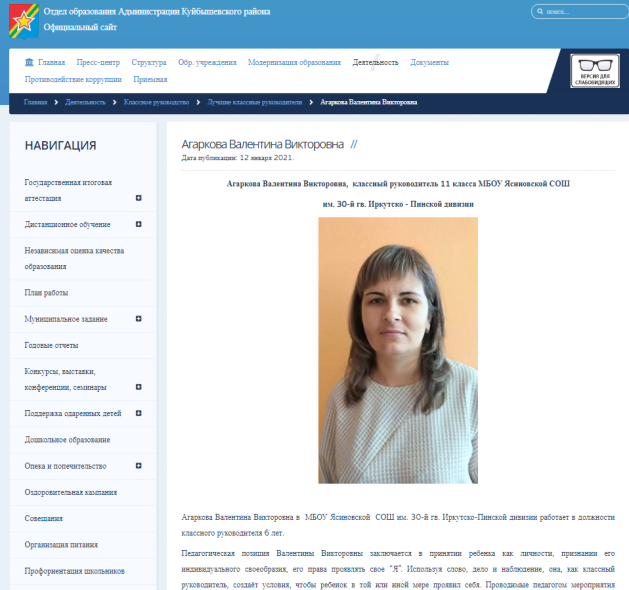 Отдел образования Администрации Куйбышевского района
Официальный сайт
поиск...
Главная Пресс-центр Структура Обр. учреждения Модернизация образования Деятельность Документы
Противодействие коррупции Приемная
ВЕРСИЯ ДЛЯ
СЛАБОВИДЯЩИХ
Главная Деятельность Классное руководство Лучшие классные руководители Агаркова Валентина Викторовна
НАВИГАЦИЯ
Государственная итоговая
аттестация
Дистанционное обучение
Независимая оценка качества
образования
План работы
Муниципальное задание
Годовые отчеты
Конкурсы, выставки,
конференции, семинары
Поддержка одаренных детей
Дошкольное образование
Опека и попечительство
Оздоровительная кампания
Совещания
Организация питания
Профориентация школьников
Агаркова Валентина Викторовна //
Дата публикации: 12 января 2021.
Агаркова Валентина Викторовна, классный руководитель 11 класса МБОУ Ясиновской СОШ
им. 30-й гв. Иркутско - Пинской дивизии
Агаркова Валентина Викторовна в МБОУ Ясиновской СОШ им. 30-й гв. Иркутско-Пинской дивизии работает в должности
классного руководителя 6 лет.
Педагогическая позиция Валентины Викторовны заключается в принятии ребенка как личности, признании его
индивидуального своеобразия, его права проявлять свое "Я". Используя слово, дело и наблюдение, она, как классный
руководитель, создаёт условия, чтобы ребенок в той или иной мере проявил себя. Проводимые педагогом мероприятия